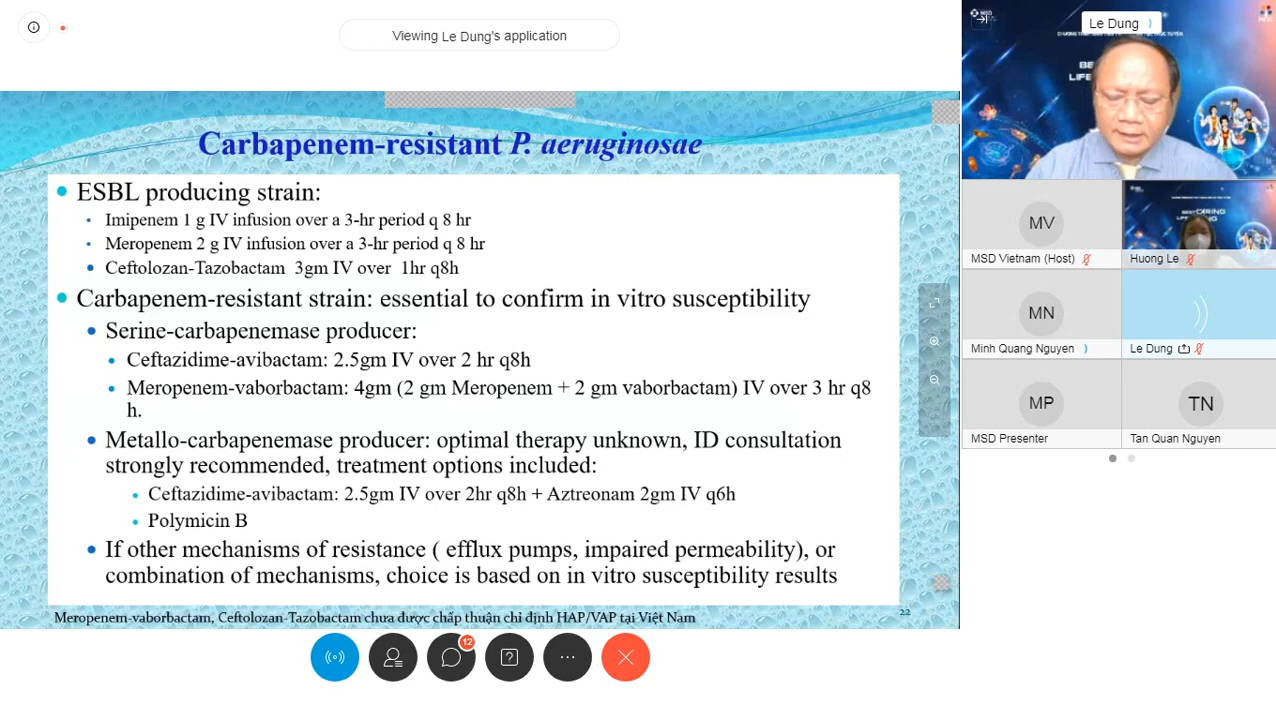 Viewing Le Dung's application
Carbapenem-resistant P. aeruginosae
ESBL producing strain:
Imipenem 1 g IV infusion over a 3-hr period q 8 hr
Meropenem 2 g IV infusion over a 3-hr period q 8 hr
Ceftolozan-Tazobactam 3gm IV over 1hr q8h
Carbapenem-resistant strain: essential to confirm in vitro susceptibility
Serine-carbapenemase producer:
Ceftazidime-avibactam: 2.5gm IV over 2 hr q8h
Meropenem-vaborbactam: 4gm (2 gm Meropenem + 2 gm vaborbactam) IV over 3 hr q8
h.
Metallo-carbapenemase producer: optimal therapy unknown, ID consultation
strongly recommended, treatment options included:
Ceftazidime-avibactam: 2.5gm IV over 2hr q8h + Aztreonam 2gm IV q6h
Polymicin B
If other mechanisms of resistance ( efflux pumps, impaired permeability), or
combination of mechanisms, choice is based on in vitro susceptibility results
22
Meropenem-vaborbactam, Ceftolozan-Tazobactam chưa được chấp thuận chỉ định HAP/VAP tại Việt Nam
12
Le Dung
MV
MSD Vietnam (Host)
BEST CARING
Huong Le
MN
Minh Quang Nguyen
Le Dung
MP
MSD Presenter
TN
Tan Quan Nguyen